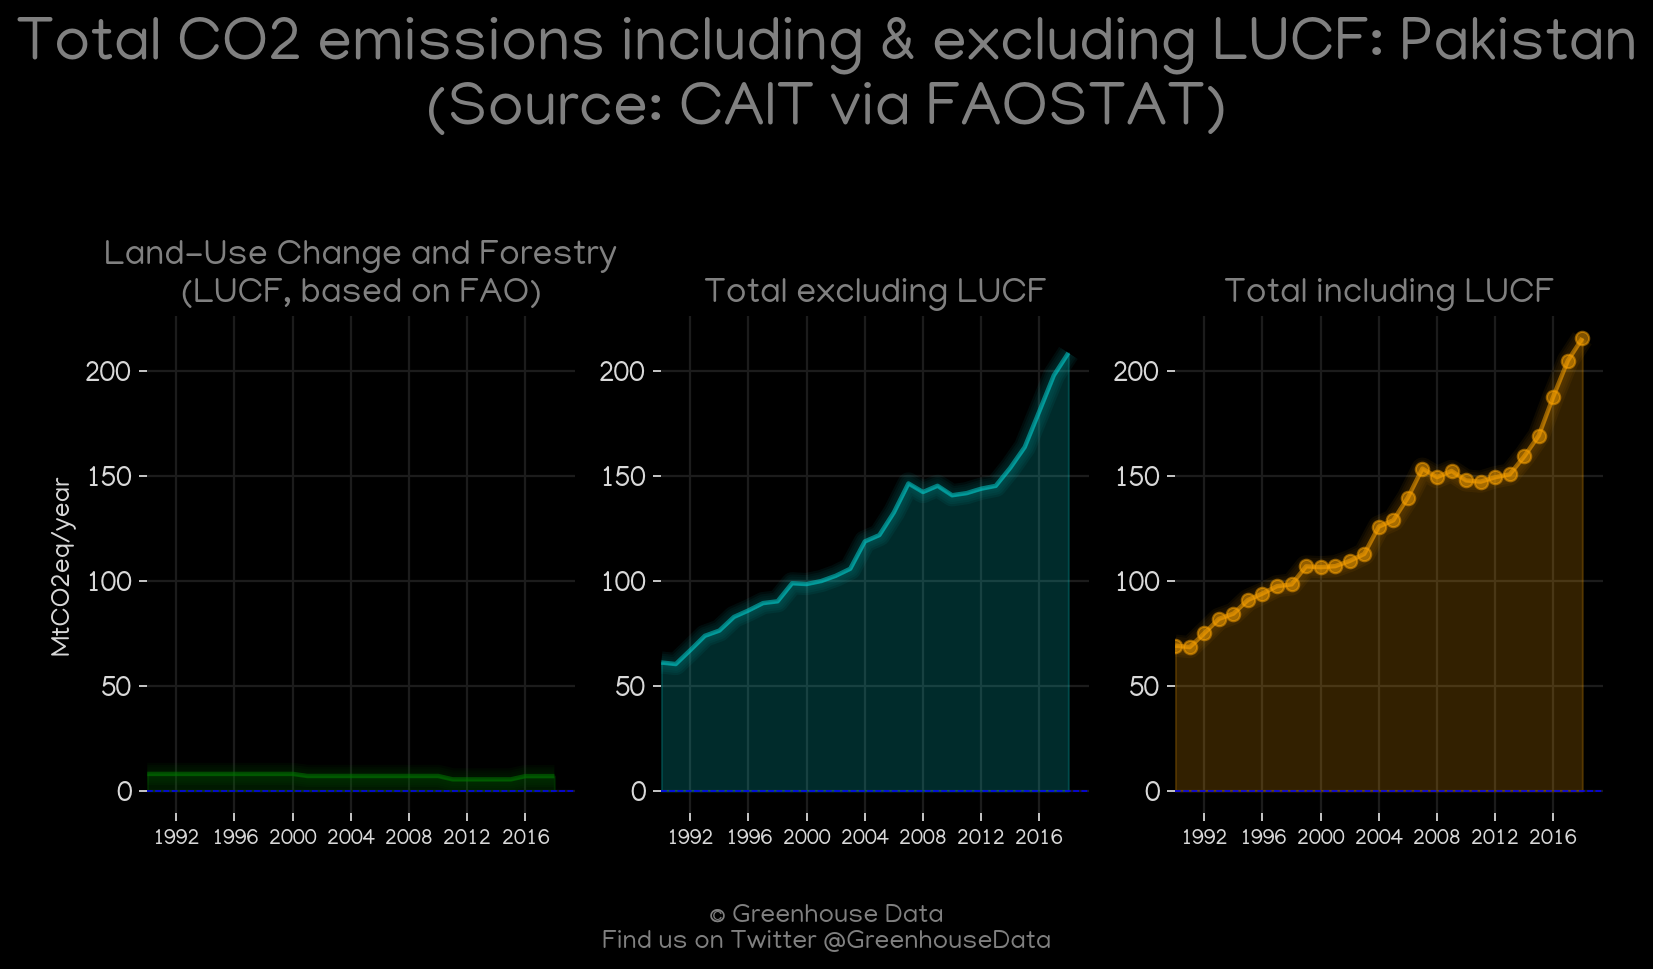 Total CO2 emissions including & excluding LUCF: Pakistan
(Source: CAIT via FAOSTAT)
Land-Use Change and Forestry
(LUCF, based on FAO)
Total excluding LUCF
Total including LUCF
MtCO2eq/year
200
150
100
50
0
1992 1996 2000 2004 2008 2012 2016
200
150
100
50
0
1992 1996 2000 2004 2008 2012 2016
200
150
100
50
0
1992 1996 2000 2004 2008 2012 2016
© Greenhouse Data
Find us on Twitter @GreenhouseData